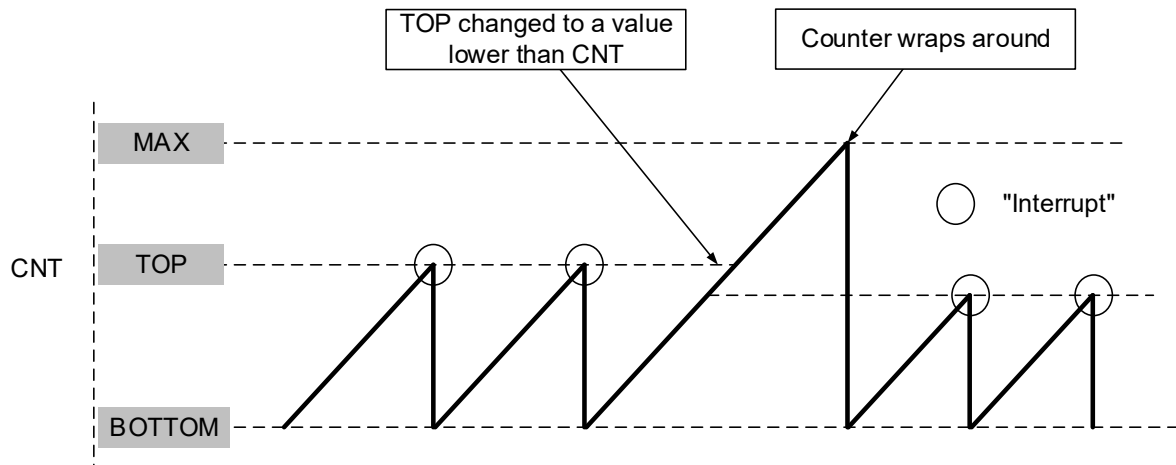 TOP changed to a value
lower than CNT
Counter wraps around
MAX
"Interrupt"
CNT
TOP
BOTTOM